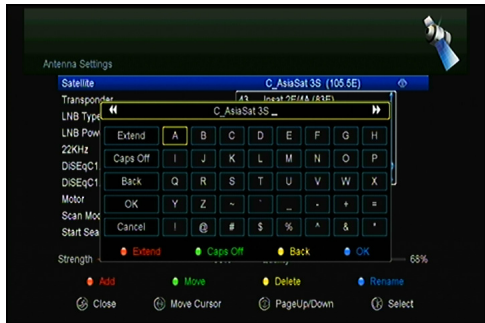 Antenna Settings
Satellite C_AsiaSat 3S (105.5E)
Transponder 43 Insat 2E/4A (83E)
LNB Type
LNB Pow
22KHz
DiSEqC1
DiSEqC1
Motor
Scan Moc
Start Sea
C_AsiaSat 3S _
Extend A B C D E F G H
Caps Off I J K L M N O P
Back Q R S T U V W X
OK Y Z ~ ` _ - + =
Cancel ! @ # $ % ^ & *
Extend Caps Off Back OK
Strength 68%
Add Move Delete Rename
Close Move Cursor PageUp/Down Select